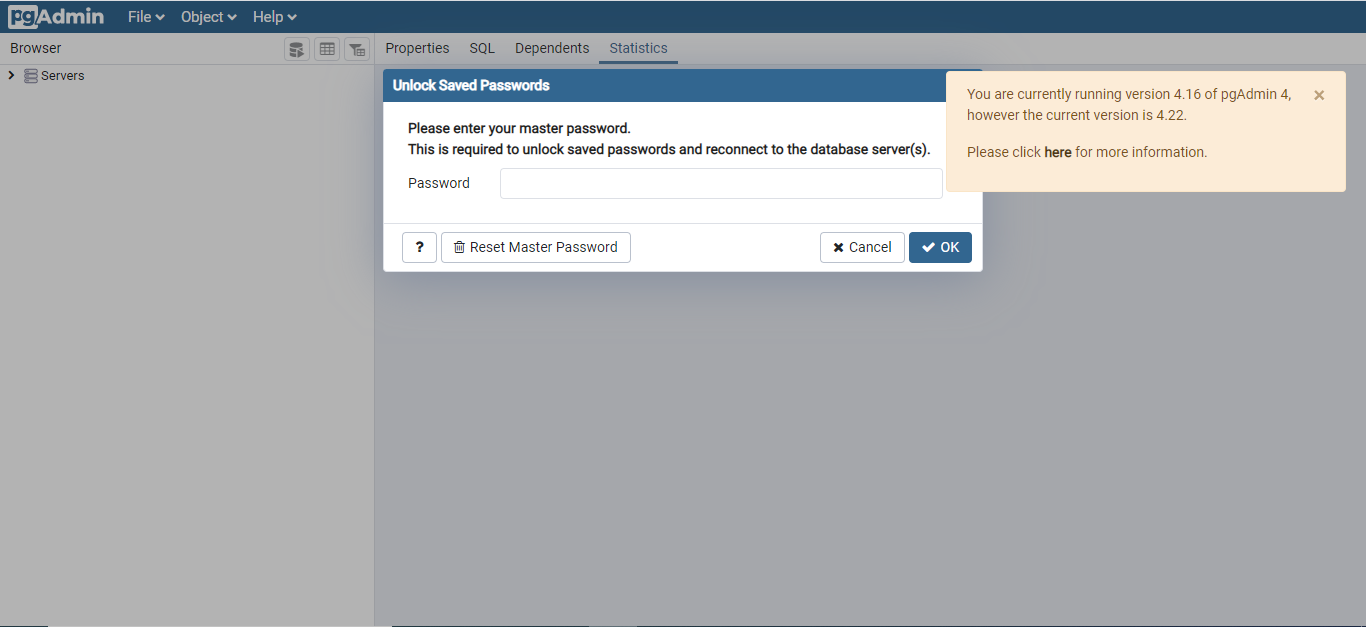 pgAdmin File Object Help
Browser
Properties SQL Dependents Statistics
Servers
Unlock Saved Passwords
Please enter your master password.
This is required to unlock saved passwords and reconnect to the database server(s).
Password
? Reset Master Password Cancel OK
You are currently running version 4.16 of pgAdmin 4,
however the current version is 4.22.
Please click here for more information.